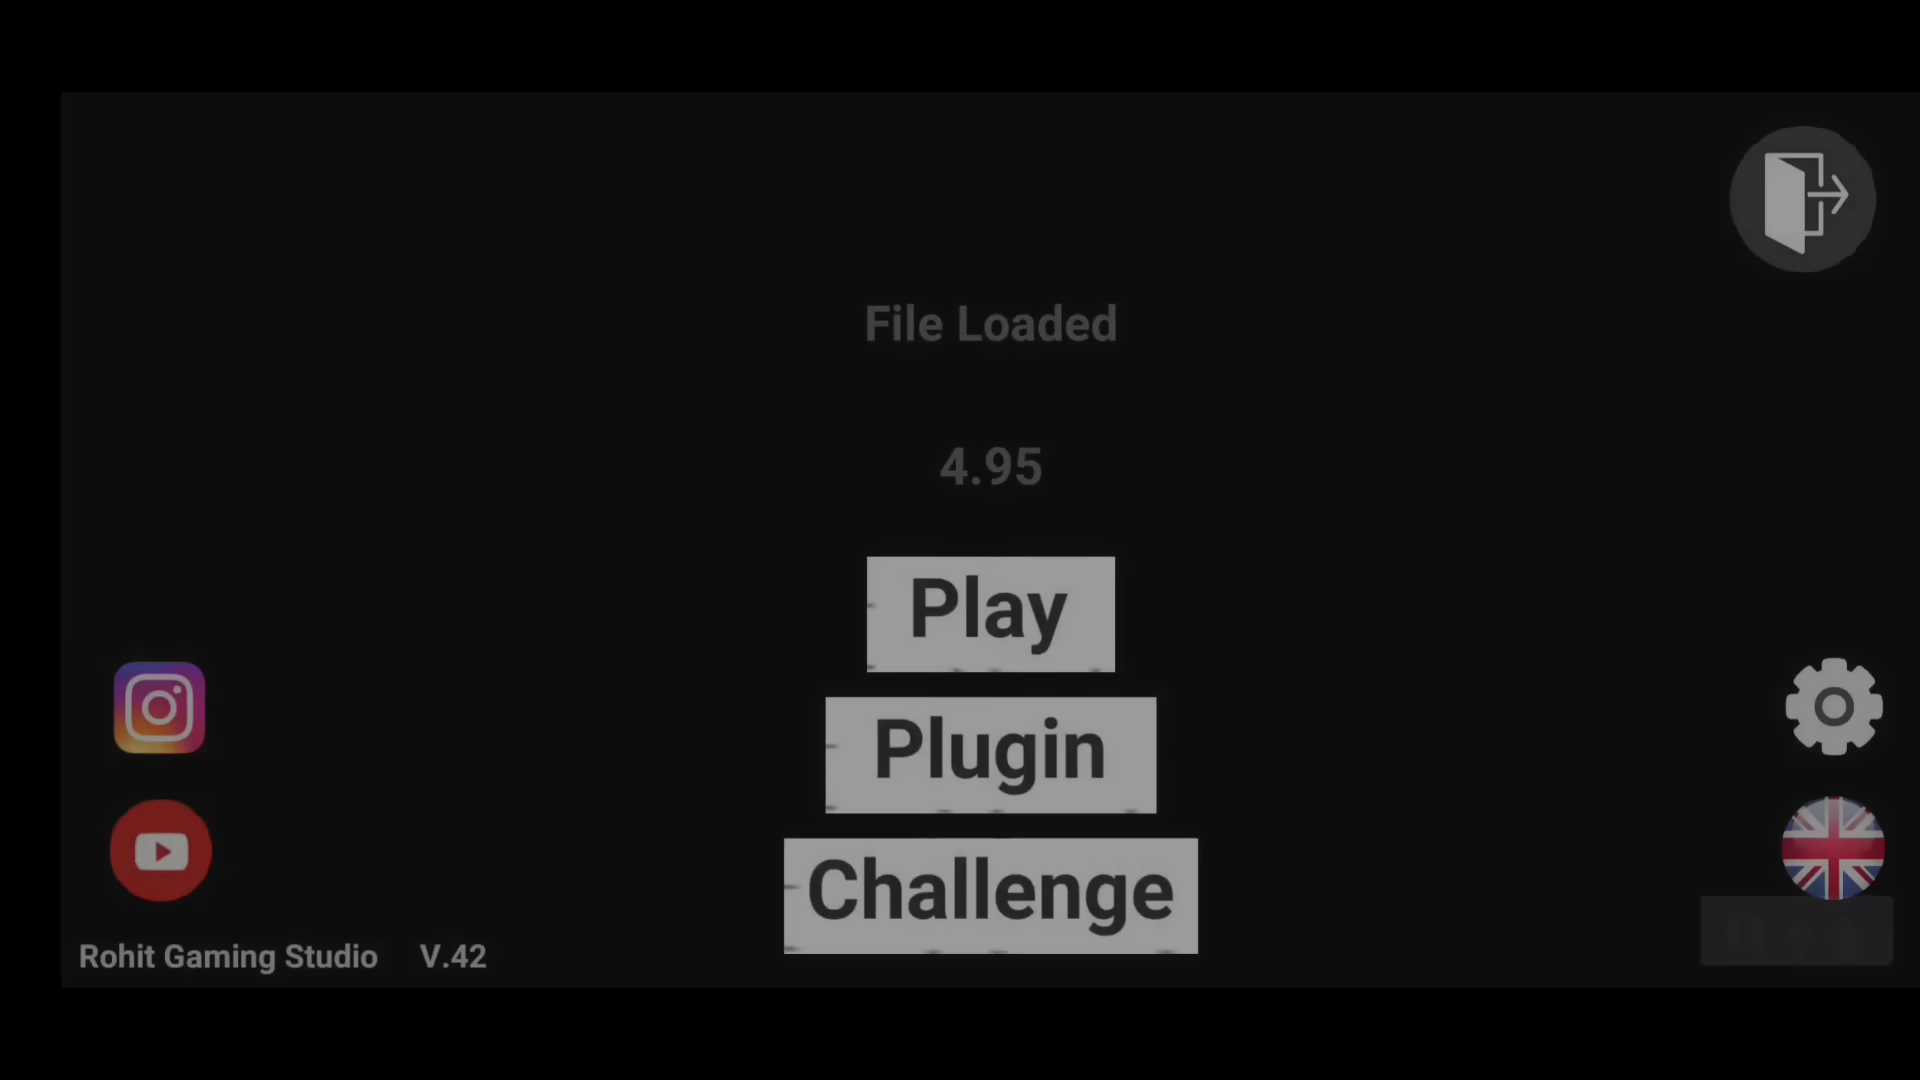 File Loaded
4.95
Play
Plugin
Challenge
Rohit Gaming Studio V.42